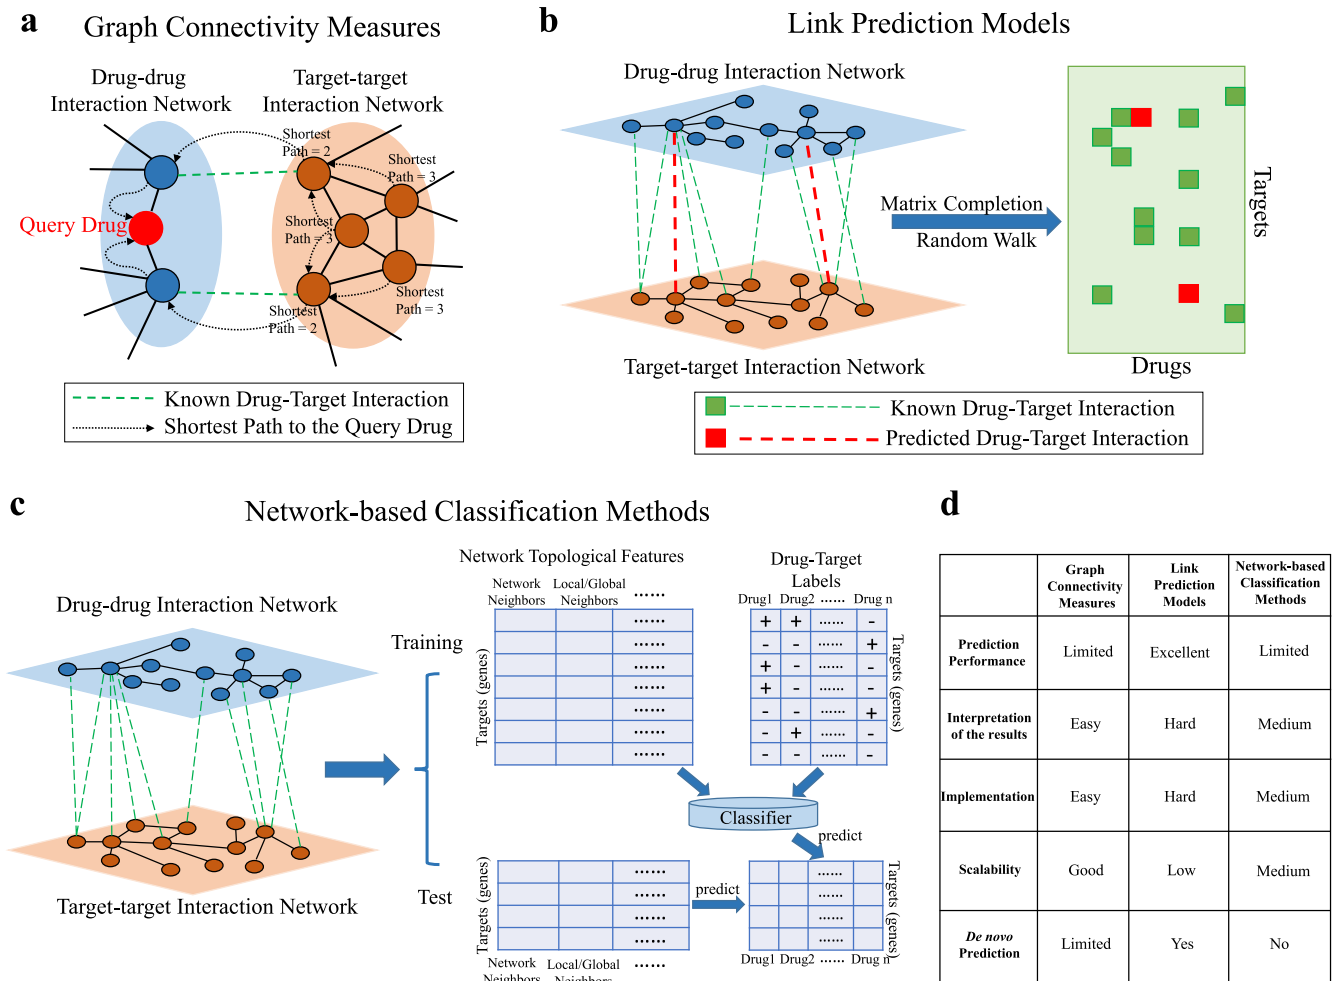 a
Graph Connectivity Measures
Drug-drug
Interaction Network
Target-target
Interaction Network
Shortest
Path = 2
Shortest
Path = 3
Query Drug
Shortest
Path = 3
Shortest
Path = 2
Shortest
Path = 3
Known Drug-Target Interaction
Shortest Path to the Query Drug
b
Link Prediction Models
Drug-drug Interaction Network
Matrix Completion
Random Walk
Targets
Target-target Interaction Network
Drugs
Known Drug-Target Interaction
Predicted Drug-Target Interaction
c
Network-based Classification Methods
Drug-drug Interaction Network
Target-target Interaction Network
Training
Test
Network Topological Features
Network
Neighbors
Local/Global
Neighbors
......
Targets (genes)
......
......
......
......
......
......
......
Drug-Target
Labels
Drug1 Drug2 ...... Drug n
+ + ...... -
- - ...... +
+ - ...... -
+ - ...... -
- - ...... +
- + ...... -
- - ...... -
Targets (genes)
Classifier
predict
Targets (genes)
......
......
......
......
Network
Neighbors
Local/Global
Neighbors
......
predict
......
......
......
......
Targets (genes)
Drug1 Drug2 ...... Drug n
d
Graph
Connectivity
Measures
Link
Prediction
Models
Network-based
Classification
Methods
Prediction
Performance
Limited Excellent Limited
Interpretation
of the results
Easy Hard Medium
Implementation Easy Hard Medium
Scalability Good Low Medium
De novo
Prediction
Limited Yes No